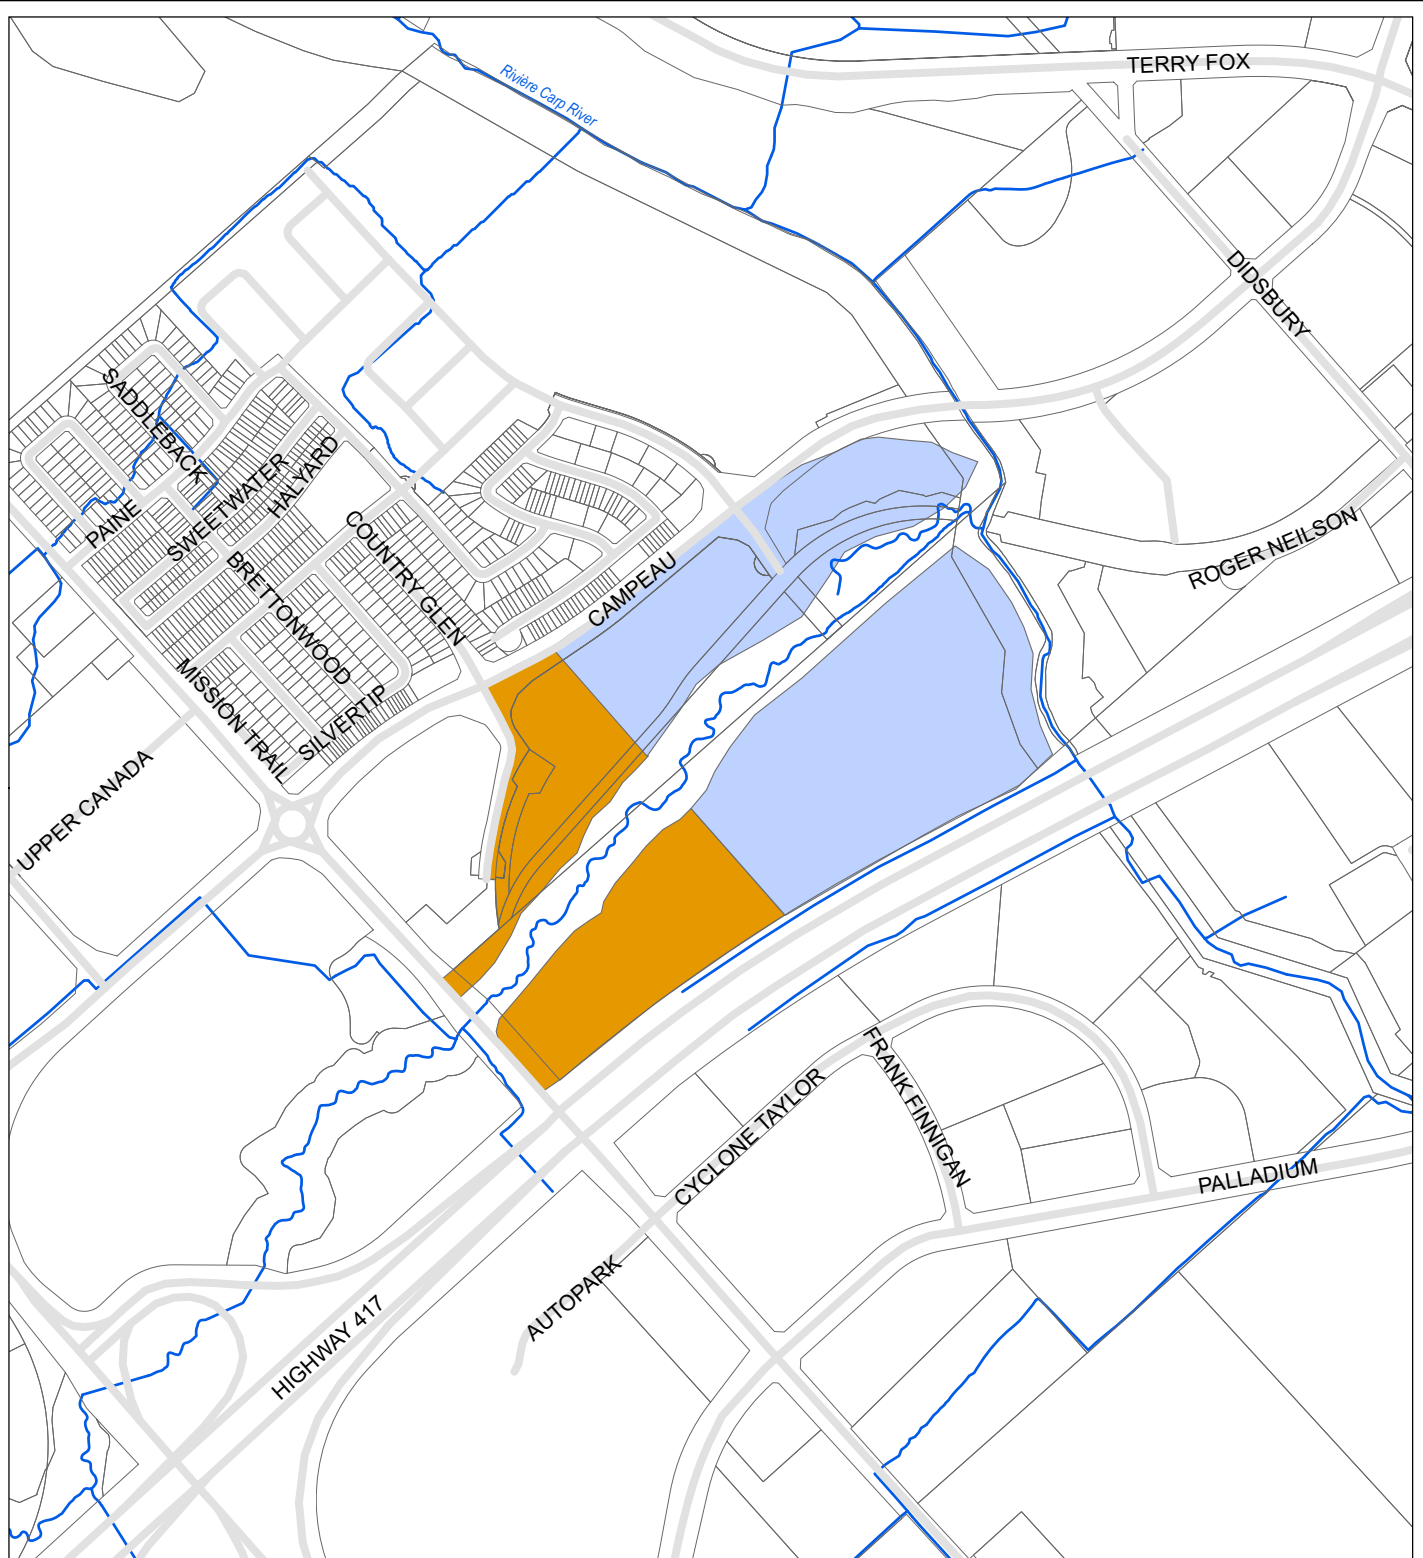 TERRY FOX
Rivière Carp River
DIDSBURY
SADDLEBACK
SWEETWATER
HALYARD
PAINE
COUNTRY GLEN
ROGER NEILSON
BRETTONWOOD
CAMPEAU
MISSION TRAIL
SILVERTIP
UPPER CANADA
FRANK FINNIGAN
CYCLONE TAYLOR
PALLADIUM
AUTOPARK
HIGHWAY 417